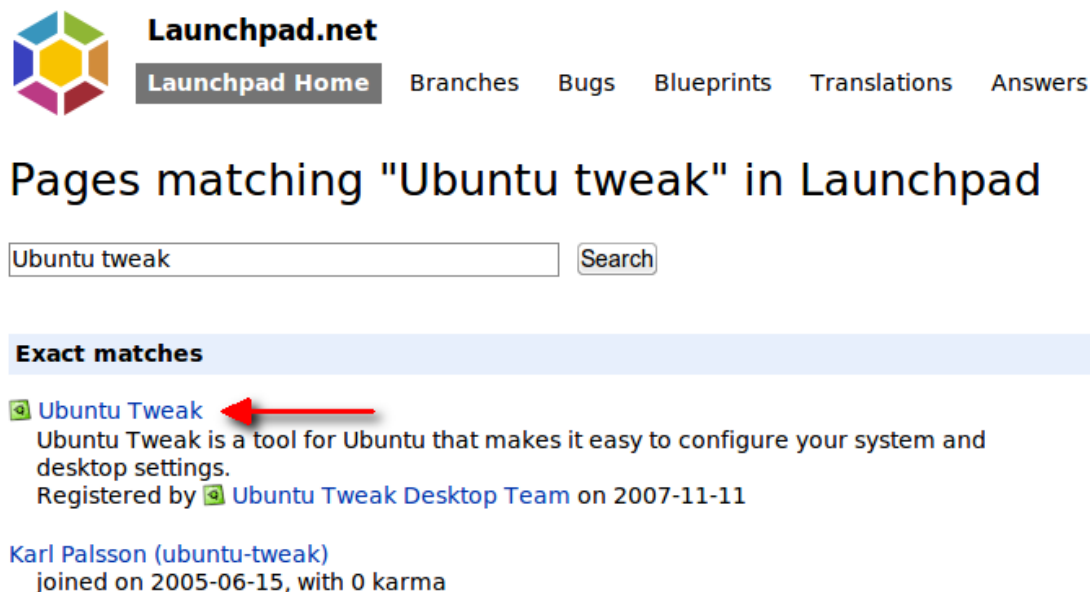 Launchpad.net
Launchpad Home Branches Bugs Blueprints Translations Answers
Pages matching "Ubuntu tweak" in Launchpad
Ubuntu tweak Search
Exact matches
Ubuntu Tweak
Ubuntu Tweak is a tool for Ubuntu that makes it easy to configure your system and
desktop settings.
Registered by Ubuntu Tweak Desktop Team on 2007-11-11
Karl Palsson (ubuntu-tweak)
joined on 2005-06-15, with 0 karma